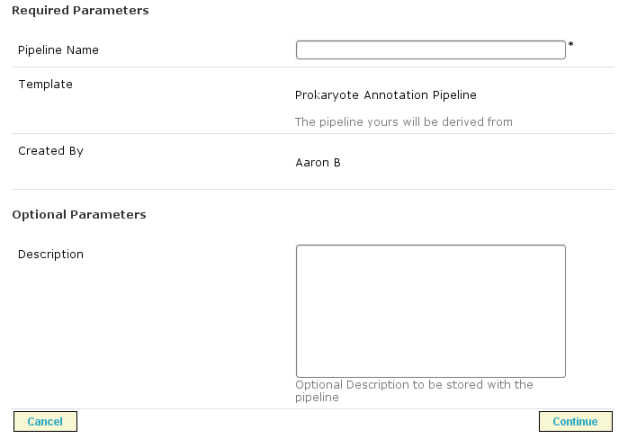 Required Parameters
Pipeline Name
*
Template
Prokaryote Annotation Pipeline
The pipeline yours will be derived from
Created By
Aaron B
Optional Parameters
Description
Optional Description to be stored with the
pipeline
Cancel
Continue